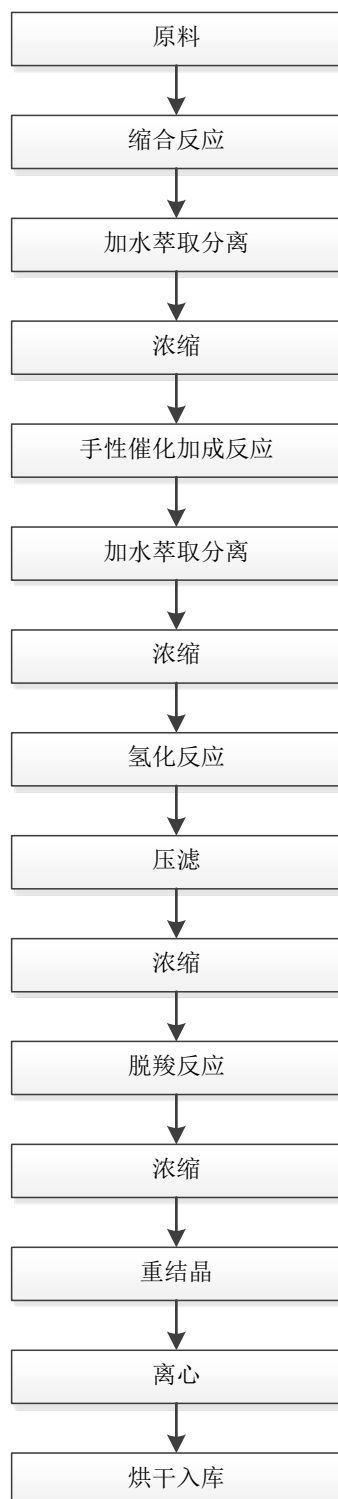 原料
缩合反应
加水萃取分离
浓缩
手性催化加成反应
加水萃取分离
浓缩
氢化反应
压滤
浓缩
脱羧反应
浓缩
重结晶
离心
烘干入库